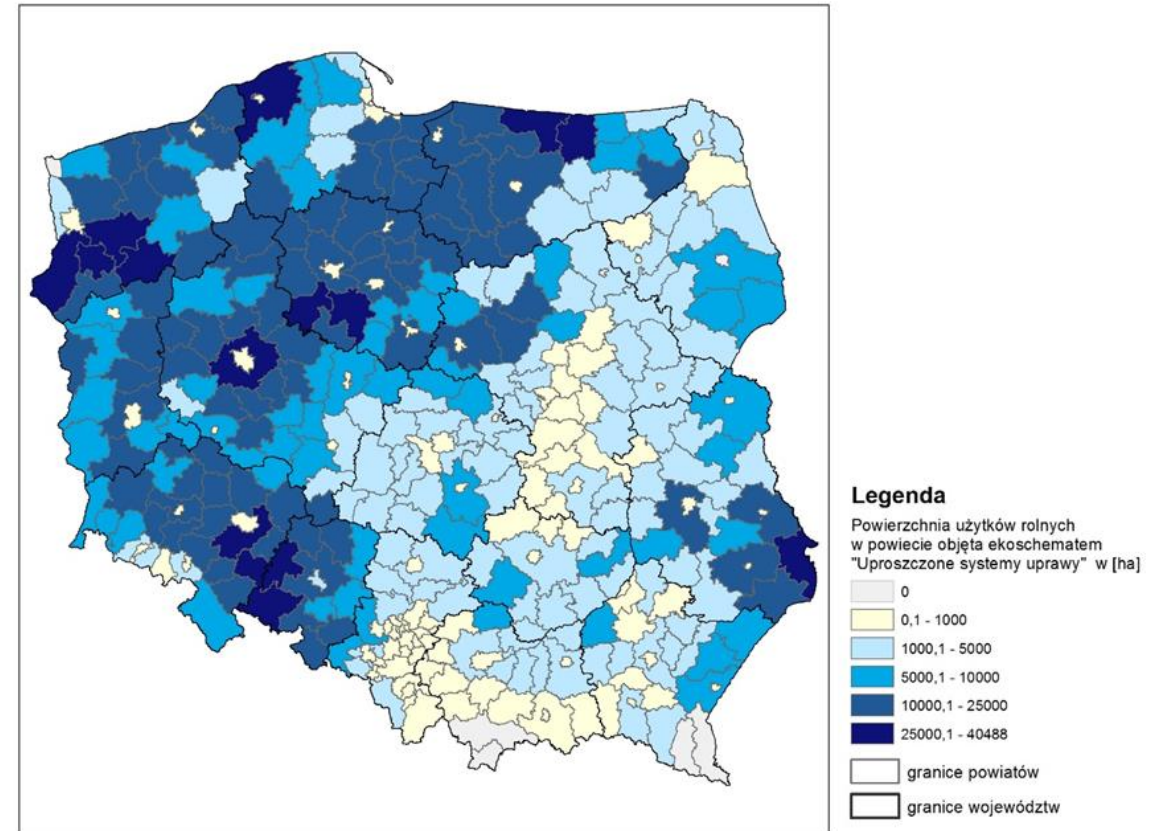 Legenda
Powierzchnia użytków rolnych
w powiecie objęta ekoschematem
"Uproszczone systemy uprawy" w [ha]
0
0,1 - 1000
1000,1 - 5000
5000,1 - 10000
10000,1 - 25000
25000,1 - 40488
granice powiatów
granice województw